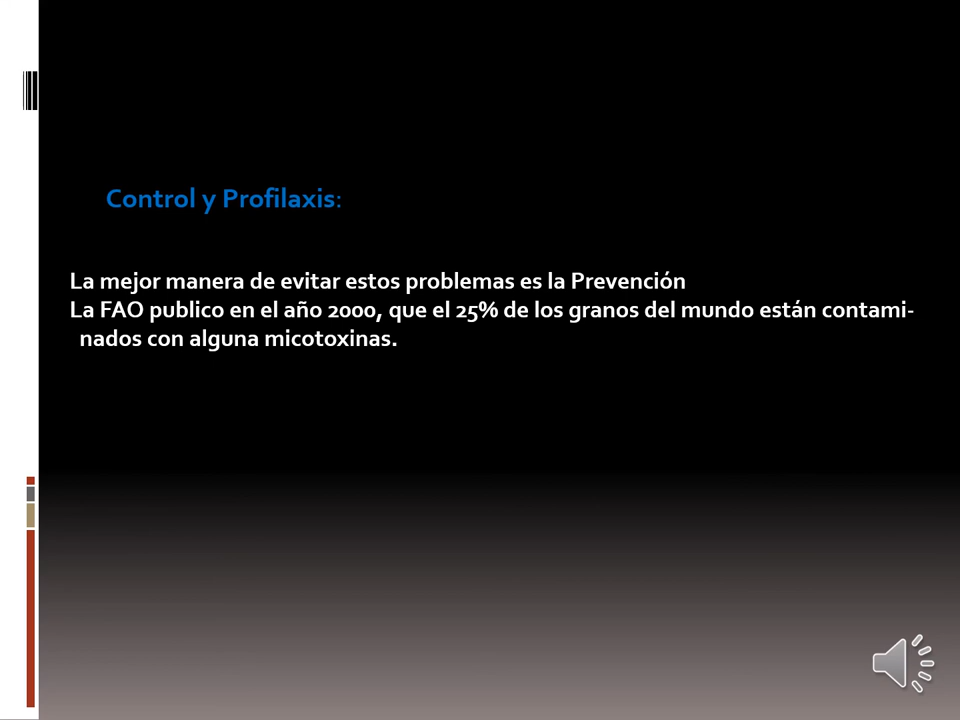 Control y Profilaxis:
La mejor manera de evitar estos problemas es la Prevención
La FAO publico en el año 2000, que el 25% de los granos del mundo están contami-
nados con alguna micotoxinas.